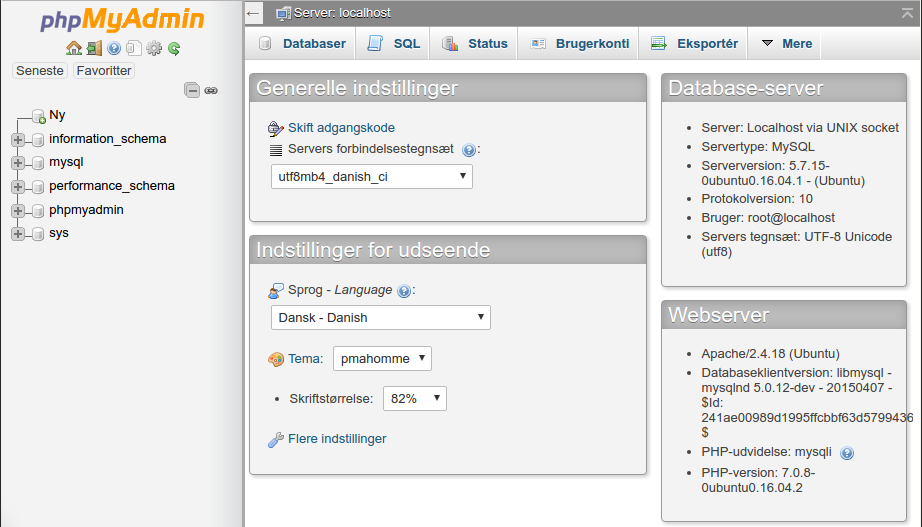 phpMyAdmin
Seneste Favoritter
Ny
information_schema
mysql
performance_schema
phpmyadmin
sys
Server: localhost
Databaser SQL Status Brugerkonti Eksportér Mere
Generelle indstillinger
Skift adgangskode
Servers forbindelsestegnsæt :
utf8mb4_danish_ci
Indstillinger for udseende
Sprog - Language :
Dansk - Danish
Tema: pmahomme
Skriftstørrelse: 82%
Flere indstillinger
Database-server
Server: Localhost via UNIX socket
Servertype: MySQL
Serverversion: 5.7.15-
0ubuntu0.16.04.1 - (Ubuntu)
Protokolversion: 10
Bruger: root@localhost
Servers tegnsæt: UTF-8 Unicode
(utf8)
Webserver
Apache/2.4.18 (Ubuntu)
Databaseklientversion: libmysql -
mysqlnd 5.0.12-dev - 20150407 -
$Id:
241ae00989d1995ffcbbf63d5799436
$
PHP-udvidelse: mysqli
PHP-version: 7.0.8-
0ubuntu0.16.04.2